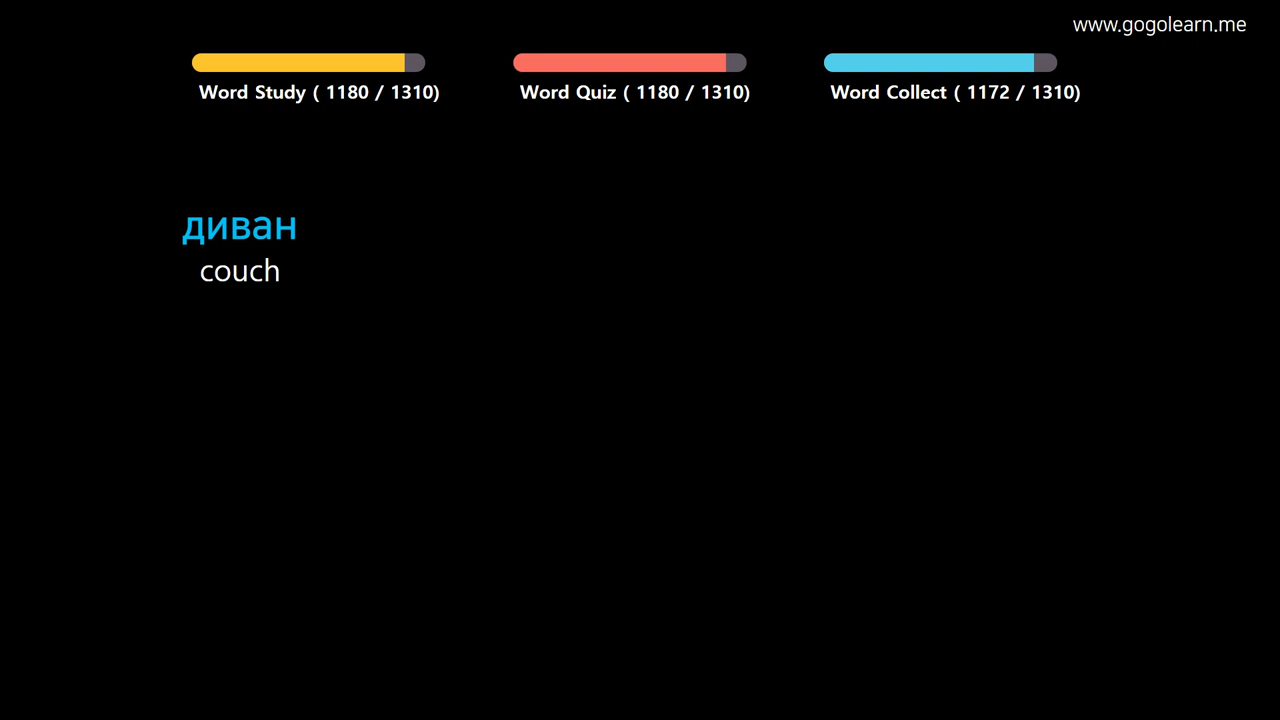 www.gogolearn.me
Word Study ( 1180 / 1310)
Word Quiz ( 1180 / 1310)
Word Collect ( 1172 / 1310)
диван
couch